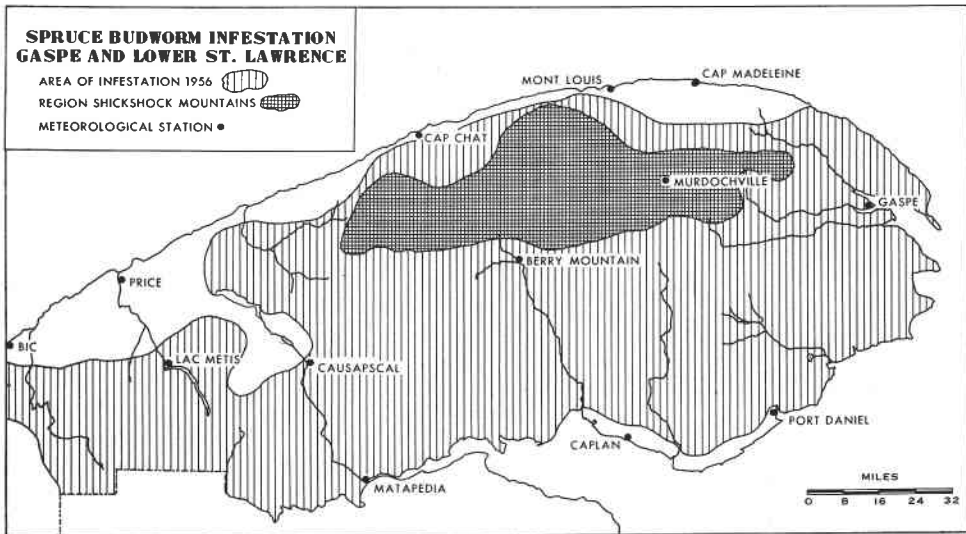 SPRUCE BUDWORM INFESTATION
GASPE AND LOWER ST. LAWRENCE
AREA OF INFESTATION 1956
REGION SHICKSHOCK MOUNTAINS
METEOROLOGICAL STATION
MONT LOUIS
CAP MADELEINE
CAP CHAT
MURDOCHVILLE
GASPE
BERRY MOUNTAIN
PRICE
BIC
LAC METIS
CAUSAPSCAL
PORT DANIEL
CAPLAN
MATAPEDIA
MILES
0 8 16 24 32